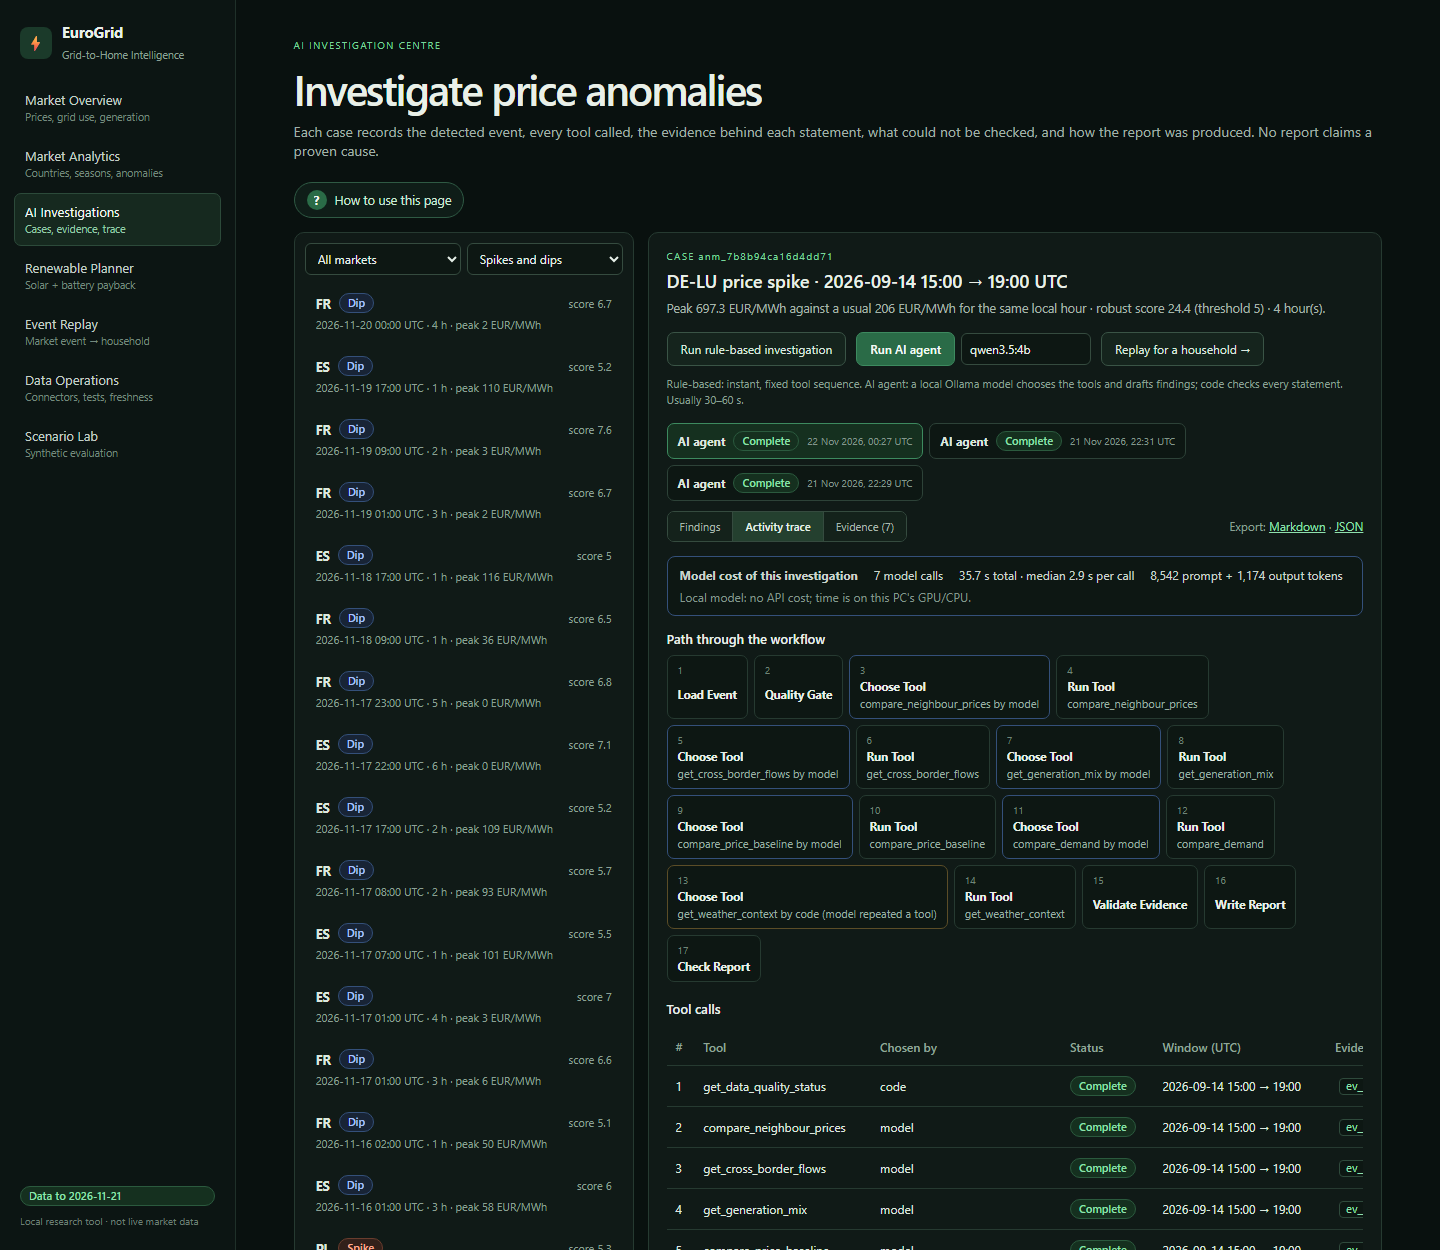 EuroGrid
Grid-to-Home Intelligence
Market Overview
Prices, grid use, generation
Market Analytics
Countries, seasons, anomalies
AI Investigations
Cases, evidence, trace
Renewable Planner
Solar + battery payback
Event Replay
Market event → household
Data Operations
Connectors, tests, freshness
Scenario Lab
Synthetic evaluation
Data to 2026-11-21
Local research tool · not live market data
AI INVESTIGATION CENTRE
Investigate price anomalies
Each case records the detected event, every tool called, the evidence behind each statement, what could not be checked, and how the report was produced. No report claims a
proven cause.
? How to use this page
All markets Spikes and dips
FR Dip score 6.7
2026-11-20 00:00 UTC · 4 h · peak 2 EUR/MWh
ES Dip score 5.2
2026-11-19 17:00 UTC · 1 h · peak 110 EUR/MWh
FR Dip score 7.6
2026-11-19 09:00 UTC · 2 h · peak 3 EUR/MWh
FR Dip score 6.7
2026-11-19 01:00 UTC · 3 h · peak 2 EUR/MWh
ES Dip score 5
2026-11-18 17:00 UTC · 1 h · peak 116 EUR/MWh
FR Dip score 6.5
2026-11-18 09:00 UTC · 1 h · peak 36 EUR/MWh
FR Dip score 6.8
2026-11-17 23:00 UTC · 5 h · peak 0 EUR/MWh
ES Dip score 7.1
2026-11-17 22:00 UTC · 6 h · peak 0 EUR/MWh
ES Dip score 5.2
2026-11-17 17:00 UTC · 2 h · peak 109 EUR/MWh
FR Dip score 5.7
2026-11-17 08:00 UTC · 2 h · peak 93 EUR/MWh
ES Dip score 5.5
2026-11-17 07:00 UTC · 1 h · peak 101 EUR/MWh
ES Dip score 7
2026-11-17 01:00 UTC · 4 h · peak 3 EUR/MWh
FR Dip score 6.6
2026-11-17 01:00 UTC · 3 h · peak 6 EUR/MWh
FR Dip score 5.1
2026-11-16 02:00 UTC · 1 h · peak 50 EUR/MWh
ES Dip score 6
2026-11-16 01:00 UTC · 3 h · peak 58 EUR/MWh
PL Spike score 5.3
CASE anm_7b8b94ca16d4dd71
DE-LU price spike · 2026-09-14 15:00 → 19:00 UTC
Peak 697.3 EUR/MWh against a usual 206 EUR/MWh for the same local hour · robust score 24.4 (threshold 5) · 4 hour(s).
Run rule-based investigation Run AI agent qwen3.5:4b Replay for a household →
Rule-based: instant, fixed tool sequence. AI agent: a local Ollama model chooses the tools and drafts findings; code checks every statement.
Usually 30–60 s.
AI agent Complete 22 Nov 2026, 00:27 UTC AI agent Complete 21 Nov 2026, 22:31 UTC
AI agent Complete 21 Nov 2026, 22:29 UTC
Findings Activity trace Evidence (7) Export: Markdown · JSON
Model cost of this investigation 7 model calls 35.7 s total · median 2.9 s per call 8,542 prompt + 1,174 output tokens
Local model: no API cost; time is on this PC's GPU/CPU.
Path through the workflow
1 2 3 4
Load Event Quality Gate Choose Tool Run Tool
compare_neighbour_prices by model compare_neighbour_prices
5 6 7 8
Choose Tool Run Tool Choose Tool Run Tool
get_cross_border_flows by model get_cross_border_flows get_generation_mix by model get_generation_mix
9 10 11 12
Choose Tool Run Tool Choose Tool Run Tool
compare_price_baseline by model compare_price_baseline compare_demand by model compare_demand
13 14 15 16
Choose Tool Run Tool Validate Evidence Write Report
get_weather_context by code (model repeated a tool) get_weather_context
17
Check Report
Tool calls
# Tool Chosen by Status Window (UTC) Evide
1 get_data_quality_status code Complete 2026-09-14 15:00 → 19:00 ev_
2 compare_neighbour_prices model Complete 2026-09-14 15:00 → 19:00 ev_
3 get_cross_border_flows model Complete 2026-09-14 15:00 → 19:00 ev_
4 get_generation_mix model Complete 2026-09-14 15:00 → 19:00 ev_